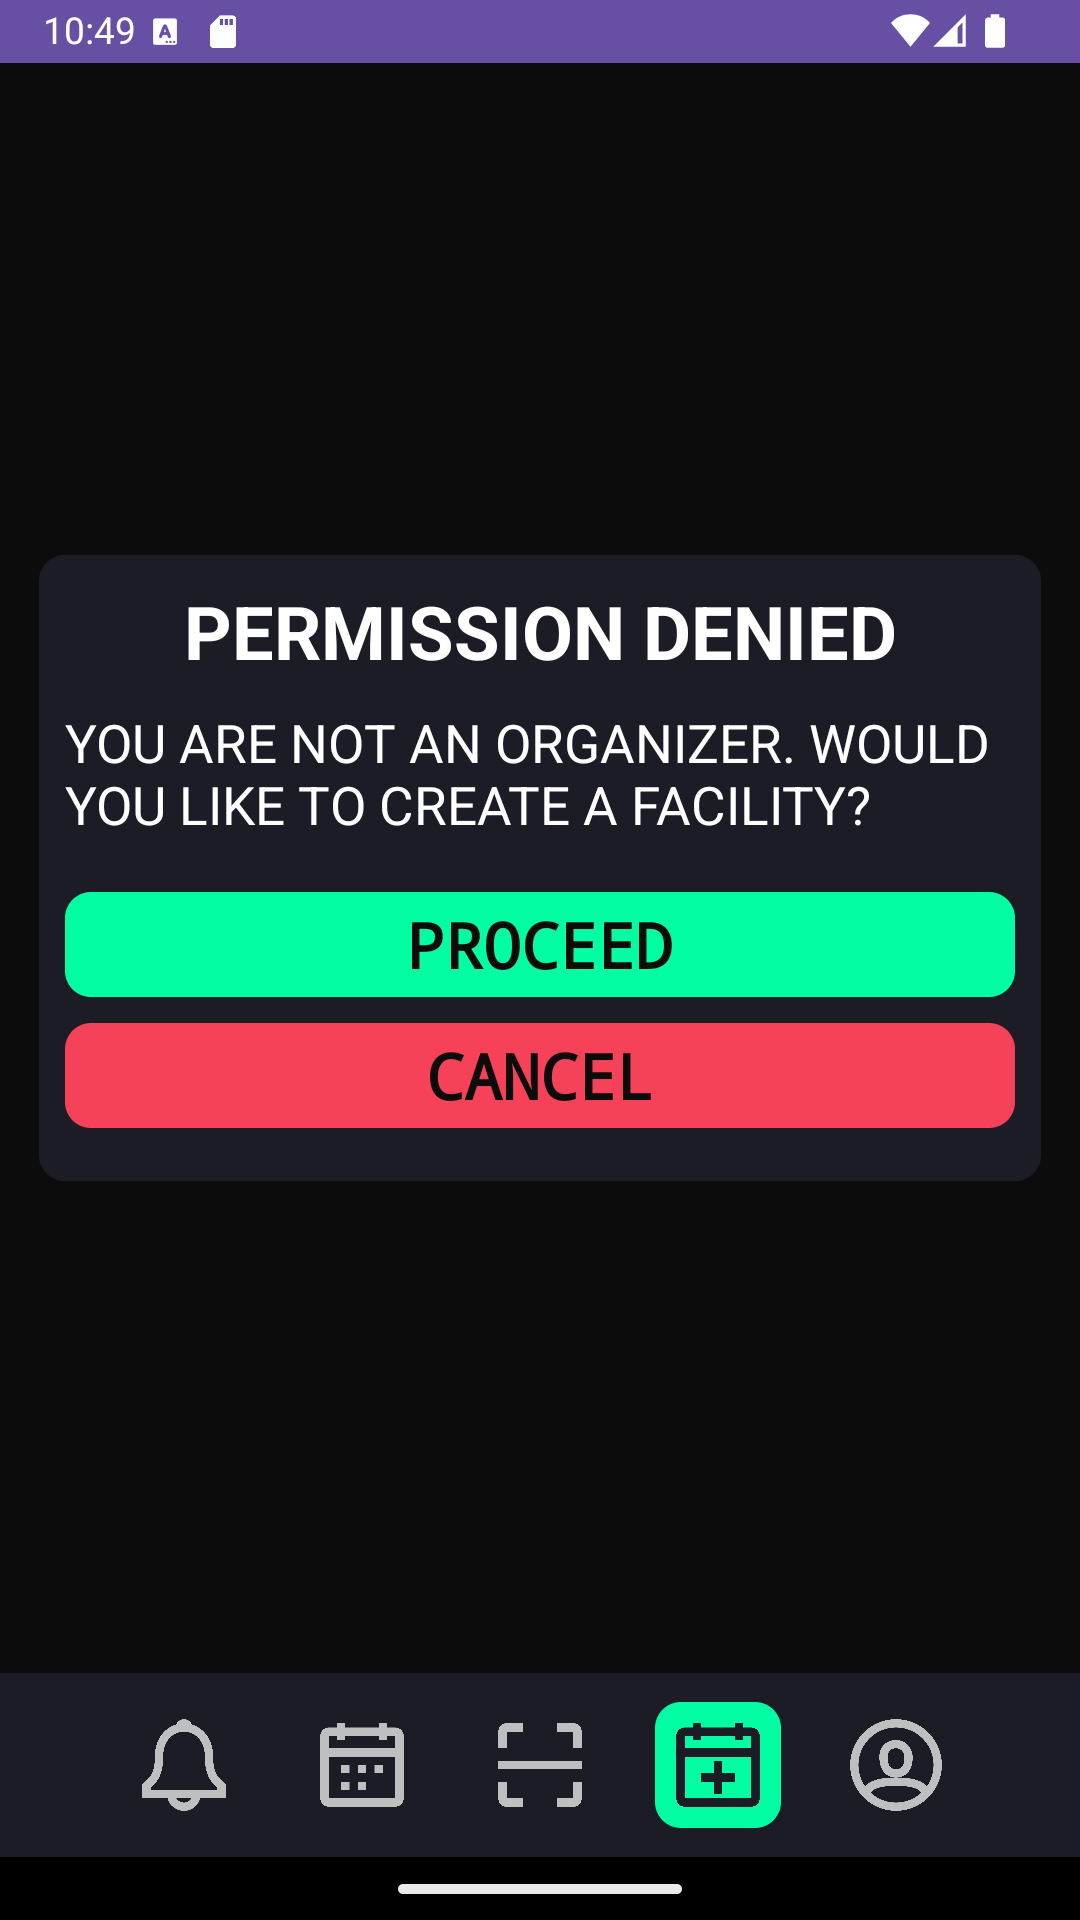 10:49
PERMISSION DENIED
YOU ARE NOT AN ORGANIZER. WOULD
YOU LIKE TO CREATE A FACILITY?
PROCEED
CANCEL